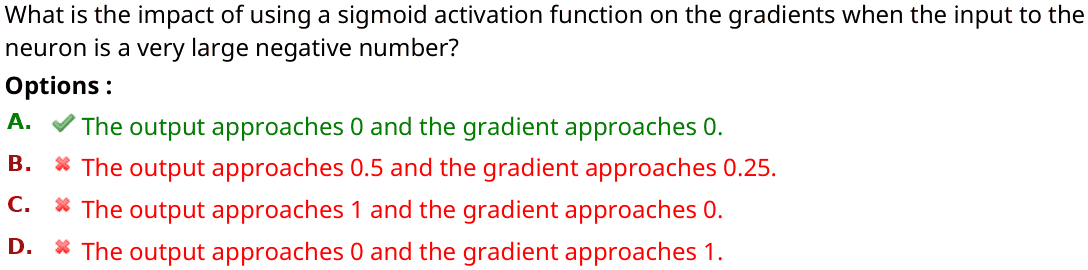 What is the impact of using a sigmoid activation function on the gradients when the input to the
neuron is a very large negative number?
Options :
A. The output approaches 0 and the gradient approaches 0.
B. The output approaches 0.5 and the gradient approaches 0.25.
C. The output approaches 1 and the gradient approaches 0.
D. The output approaches 0 and the gradient approaches 1.